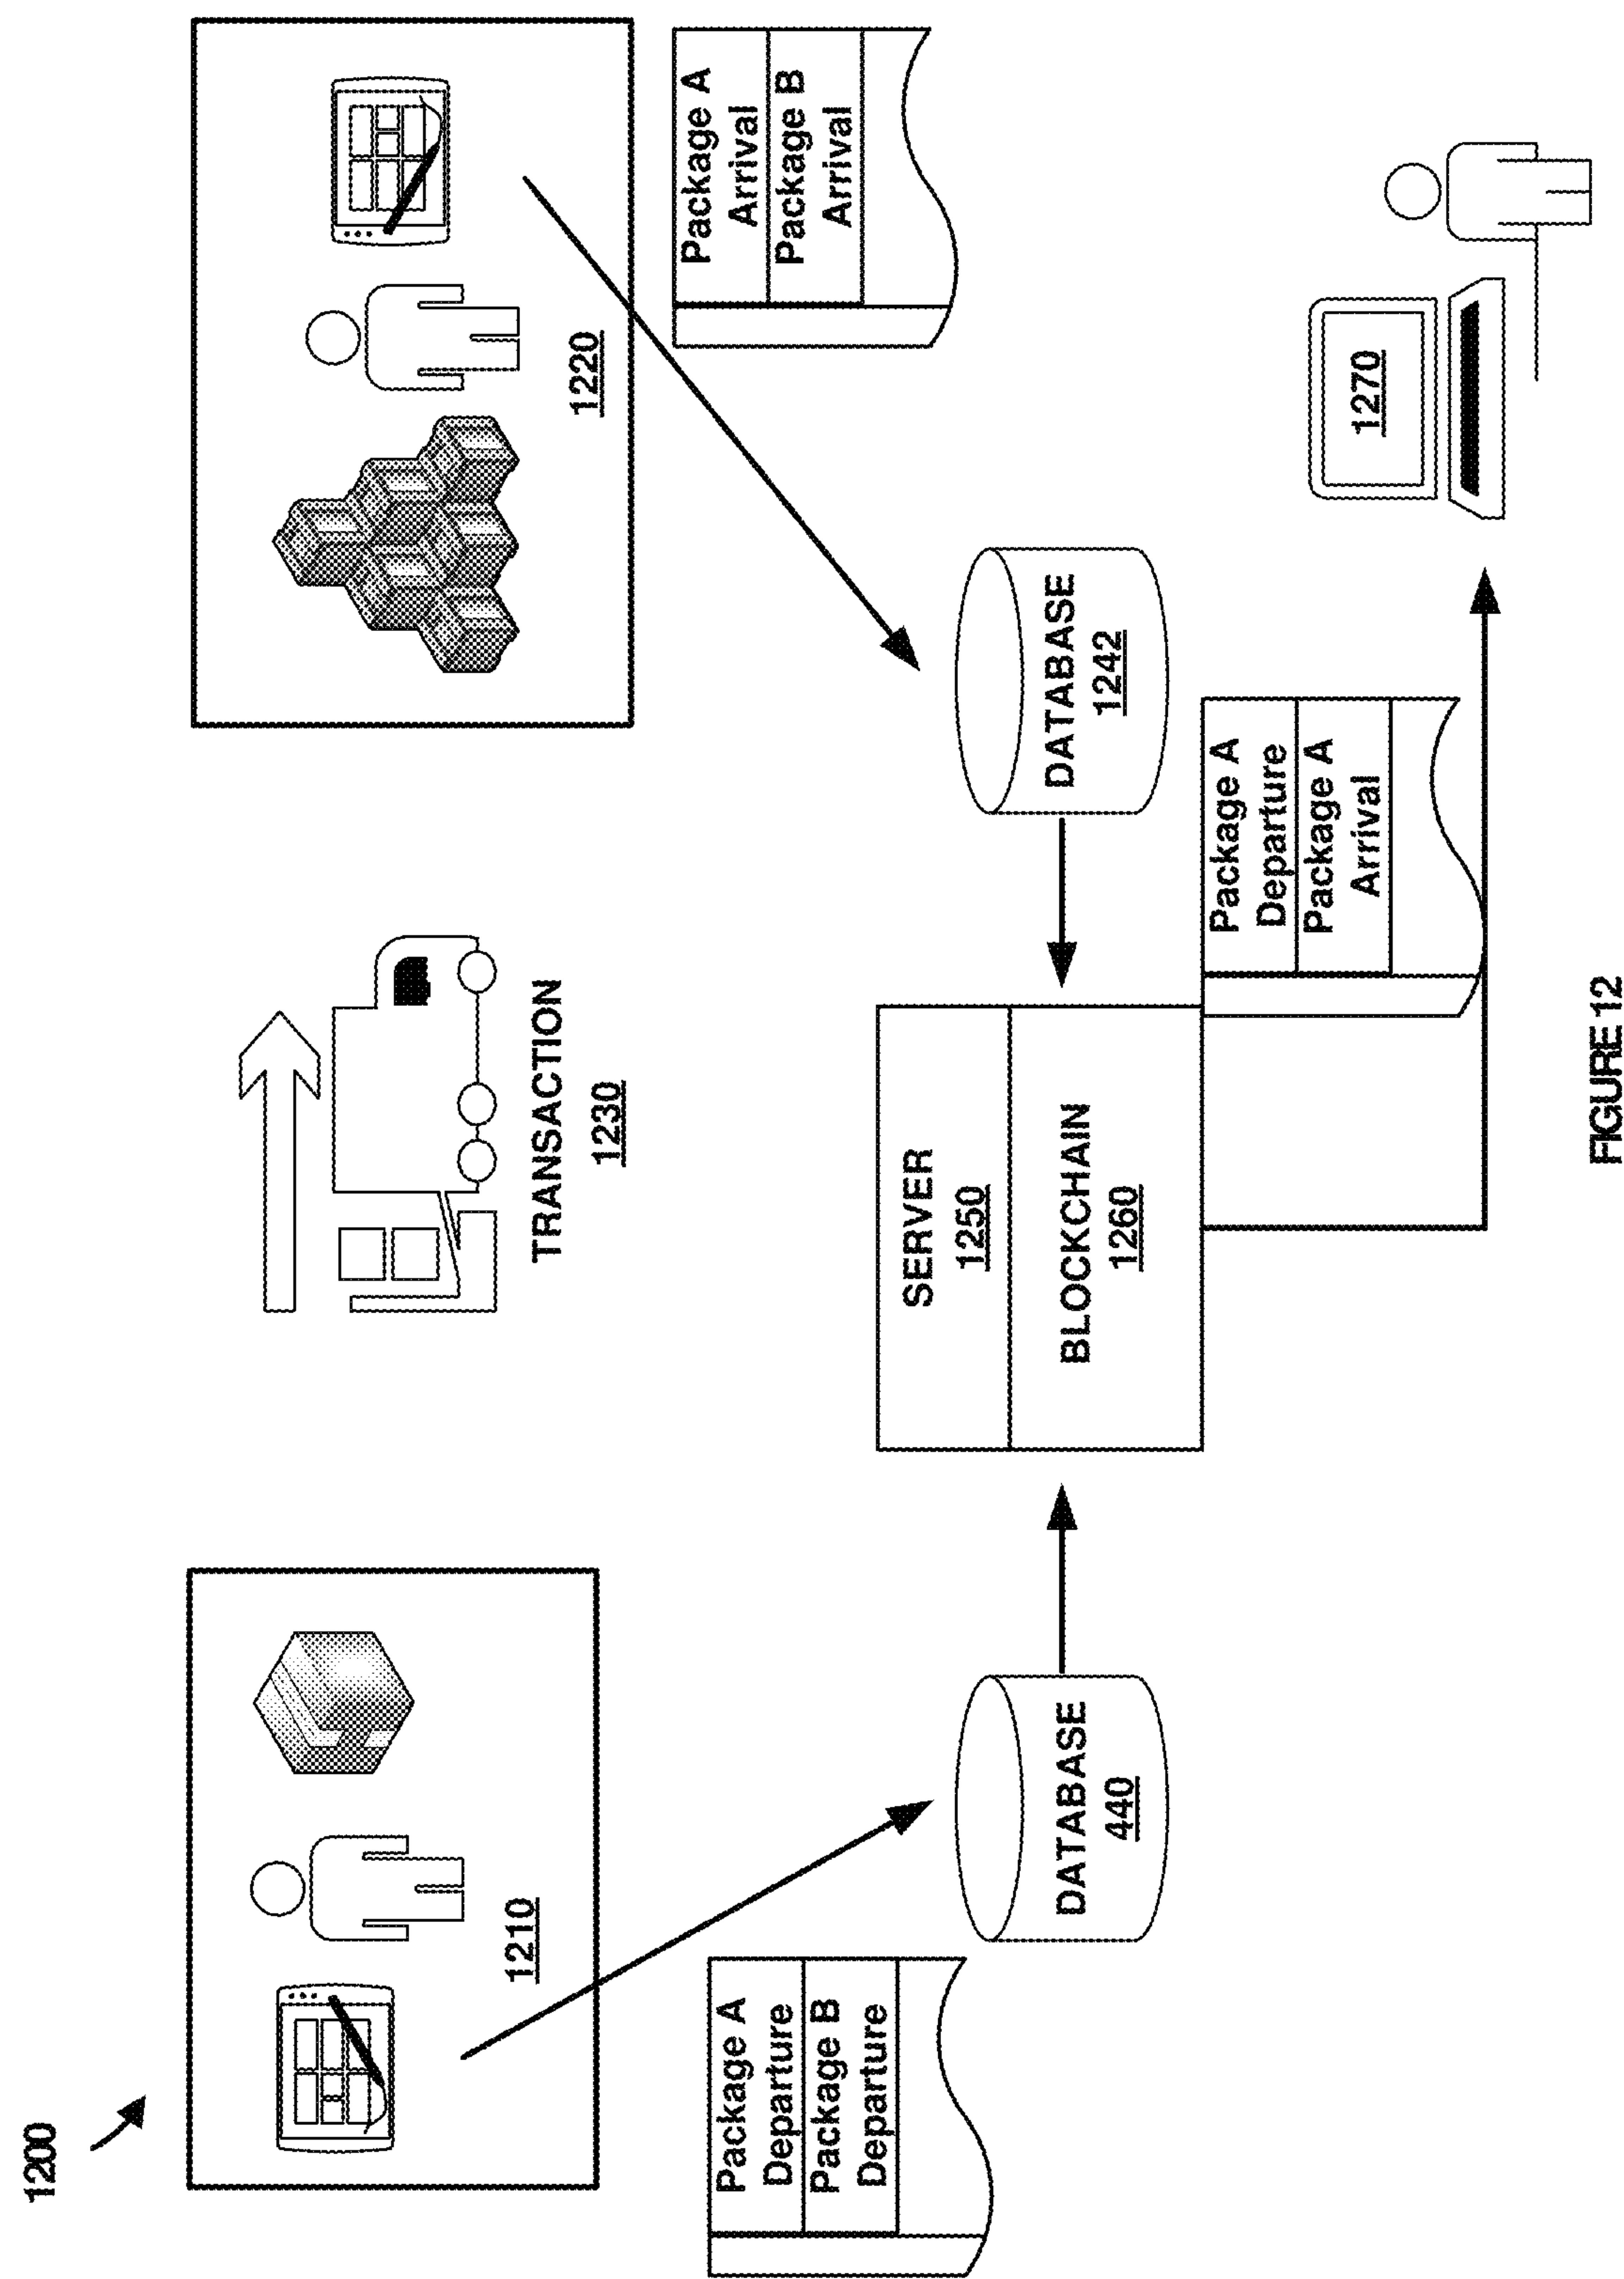 1200
1210
TRANSACTION
1230
1220
Package A
Departure
Package B
Departure
Package A
Arrival
Package B
Arrival
SERVER
1250
BLOCKCHAIN
1260
DATABASE
440
DATABASE
1242
Package A
Departure
Package A
Arrival
1270
FIGURE 12